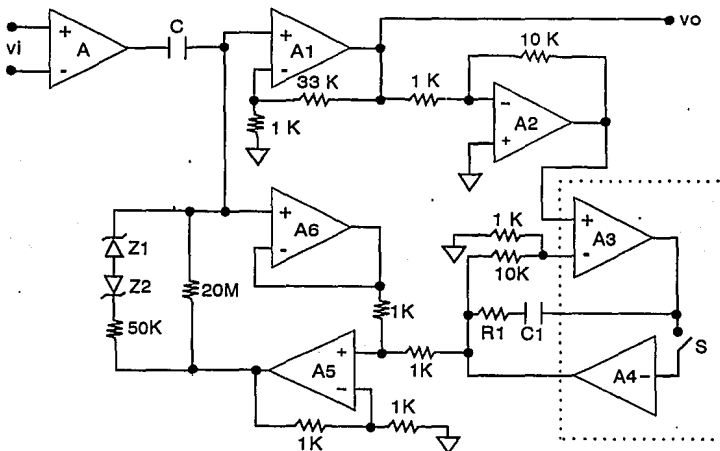 vi
+
-
A
C
+
-
A1
vo
33 K
1 K
1 K
10 K
-
+
A2
+
-
A6
1 K
10K
+
-
A3
Z1
Z2
50K
20M
1K
R1
C1
S
+
-
A5
1K
A4
-
1K
1K